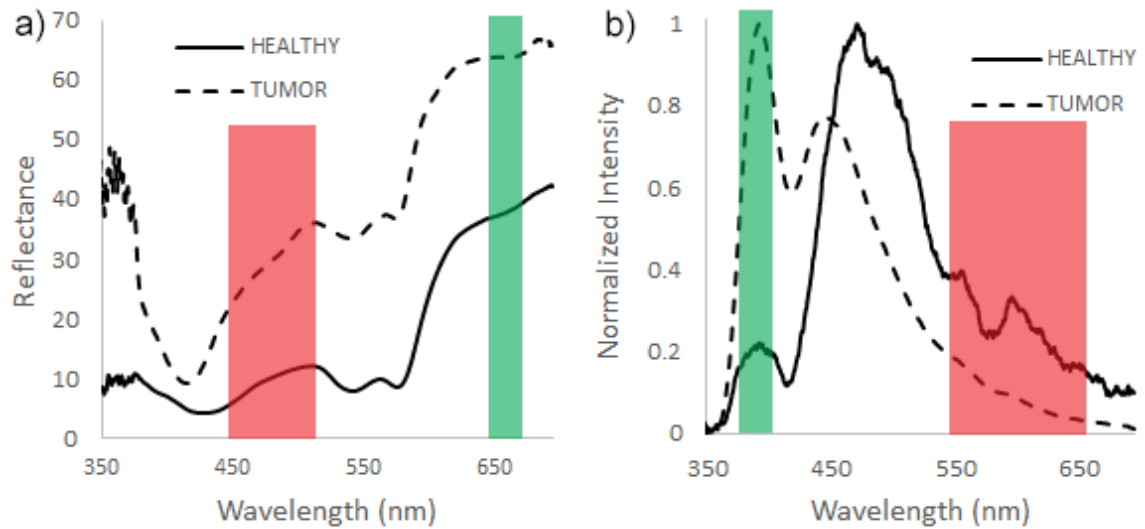 a)
70
60
50
40
30
20
10
0
HEALTHY
TUMOR
Reflectance
350
450
550
650
Wavelength (nm)
b)
1
0.8
0.6
0.4
0.2
0
HEALTHY
TUMOR
Normalized Intensity
350
450
550
650
Wavelength (nm)